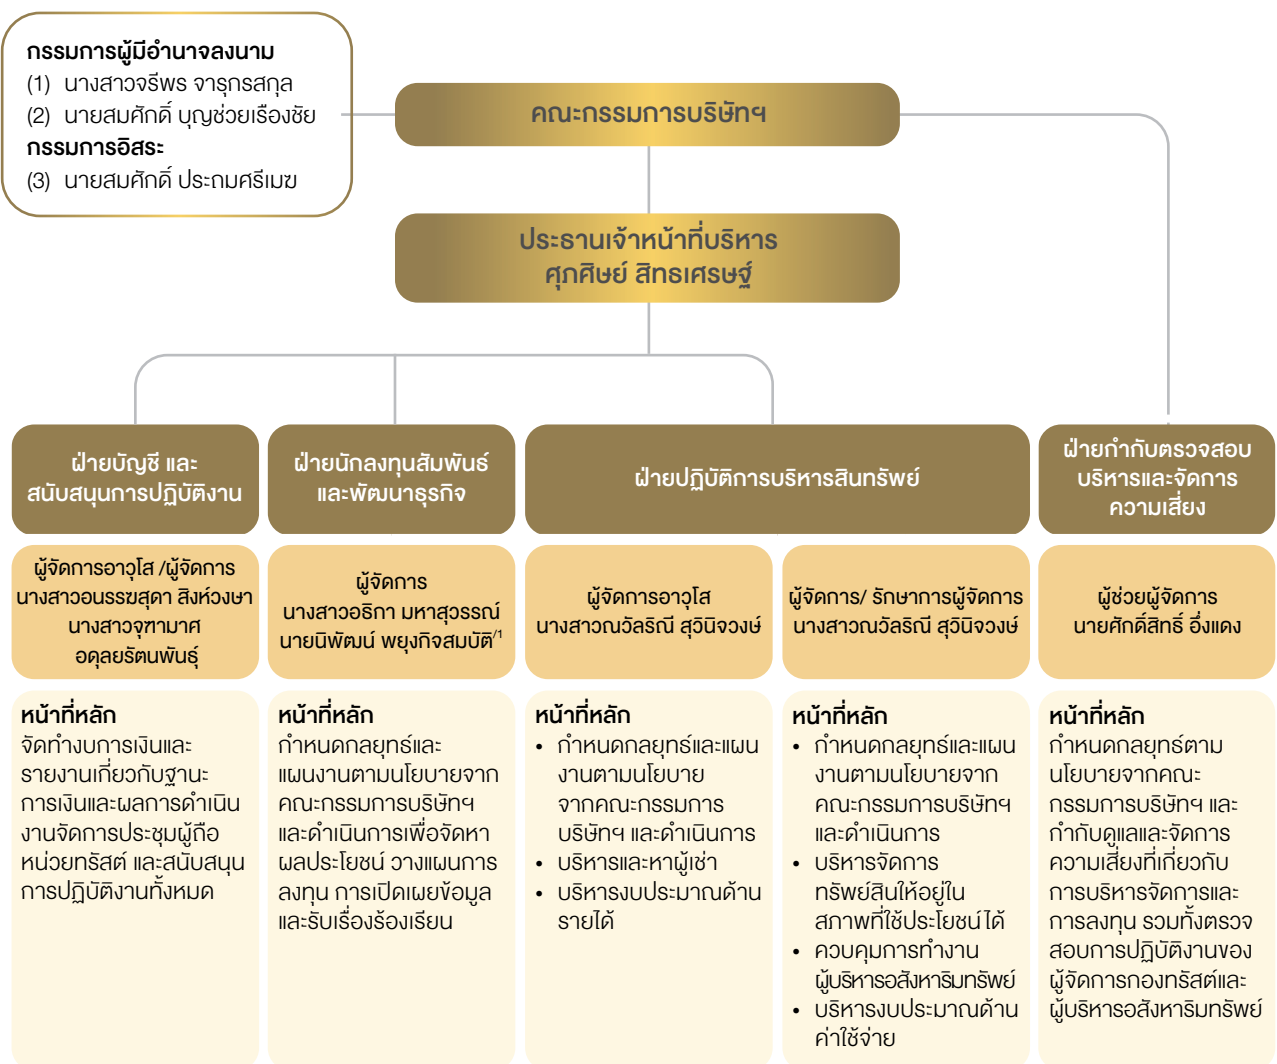 กรรมการผู้มีอำนาจลงนาม
(1) นางสาวจรีพร จารุกรสกุล
(2) นายสมศักดิ์ บุญช่วยเรืองชัย
กรรมการอิสระ
(3) นายสมศักดิ์ ประถมศรีเมฆ
คณะกรรมการบริษัทฯ
ประธานเจ้าหน้าที่บริหาร
ศุภศิษย์ สิทธเศรษฐ์
ฝ่ายบัญชี และ
สนับสนุนการปฏิบัติงาน
ผู้จัดการอาวุโส /ผู้จัดการ
นางสาวอนรรฆสุดา สิงห์วงษา
นางสาวจุฑามาศ
อดุลยรัตนพันธุ์
หน้าที่หลัก
จัดทำงบการเงินและ
รายงานเกี่ยวกับฐานะ
การเงินและผลการดำเนิน
งานจัดการประชุมผู้ถือ
หน่วยทรัสต์ และสนับสนุน
การปฏิบัติงานทั้งหมด
ฝ่ายนักลงทุนสัมพันธ์
และพัฒนาธุรกิจ
ผู้จัดการ
นางสาวอธิกา มหาสุวรรณ์
นายนิพัฒน์ พยุงกิจสมบัติ/1
หน้าที่หลัก
กำหนดกลยุทธ์และ
แผนงานตามนโยบายจาก
คณะกรรมการบริษัทฯ
และดำเนินการเพื่อจัดหา
ผลประโยชน์ วางแผนการ
ลงทุน การเปิดเผยข้อมูล
และรับเรื่องร้องเรียน
ฝ่ายปฏิบัติการบริหารสินทรัพย์
ผู้จัดการอาวุโส
นางสาวณวัลริณี สุวินิจวงษ์
หน้าที่หลัก
• กำหนดกลยุทธ์และแผน
งานตามนโยบาย
จากคณะกรรมการ
บริษัทฯ และดำเนินการ
• บริหารและหาผู้เช่า
• บริหารงบประมาณด้าน
รายได้
ผู้จัดการ/ รักษาการผู้จัดการ
นางสาวณวัลริณี สุวินิจวงษ์
หน้าที่หลัก
• กำหนดกลยุทธ์และแผน
งานตามนโยบายจาก
คณะกรรมการบริษัทฯ
และดำเนินการ
• บริหารจัดการ
ทรัพย์สินให้อยู่ใน
สภาพที่ใช้ประโยชน์ได้
• ควบคุมการทำงาน
ผู้บริหารอสังหาริมทรัพย์
• บริหารงบประมาณด้าน
ค่าใช้จ่าย
ฝ่ายกำกับตรวจสอบ
บริหารและจัดการ
ความเสี่ยง
ผู้ช่วยผู้จัดการ
นายศักดิ์สิทธิ์ อึ่งแดง
หน้าที่หลัก
กำหนดกลยุทธ์ตาม
นโยบายจากคณะ
กรรมการบริษัทฯ และ
กำกับดูแลและจัดการ
ความเสี่ยงที่เกี่ยวกับ
การบริหารจัดการและ
การลงทุน รวมทั้งตรวจ
สอบการปฏิบัติงานของ
ผู้จัดการกองทรัสต์และ
ผู้บริหารอสังหาริมทรัพย์